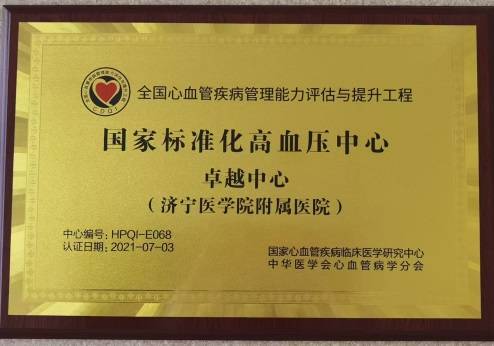 CDQI
全国心血管疾病管理能力评估与提升工程
国家标准化高血压中心
卓越中心
（济宁医学院附属医院）
中心编号：HPQI-E068
认证日期：2021-07-03
国家心血管疾病临床医学研究中心
中华医学会心血管病学分会